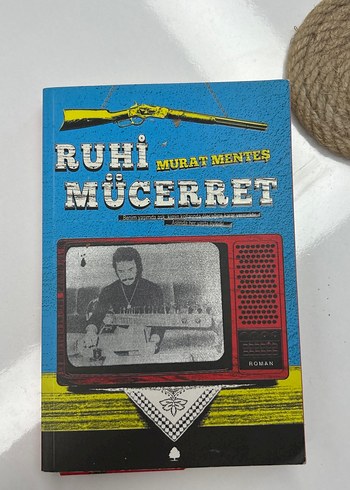 RUHİ
MURAT MENTEŞ
MÜCERRET
ROMAN